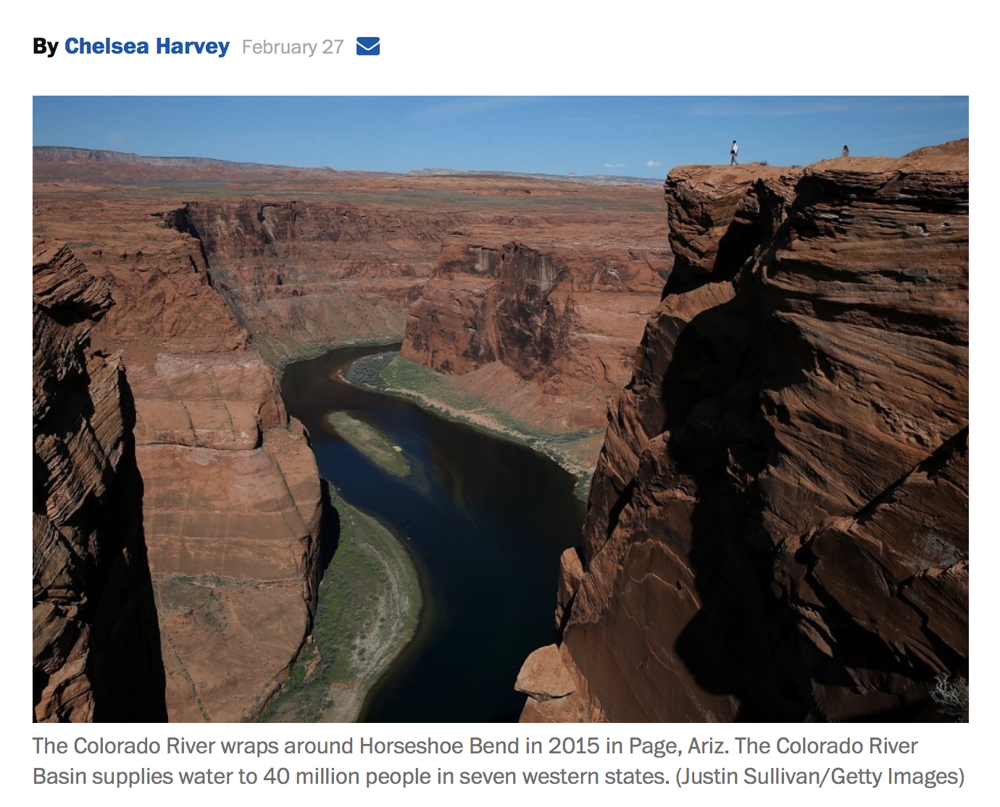 By Chelsea Harvey February 27
The Colorado River wraps around Horseshoe Bend in 2015 in Page, Ariz. The Colorado River
Basin supplies water to 40 million people in seven western states. (Justin Sullivan/Getty Images)